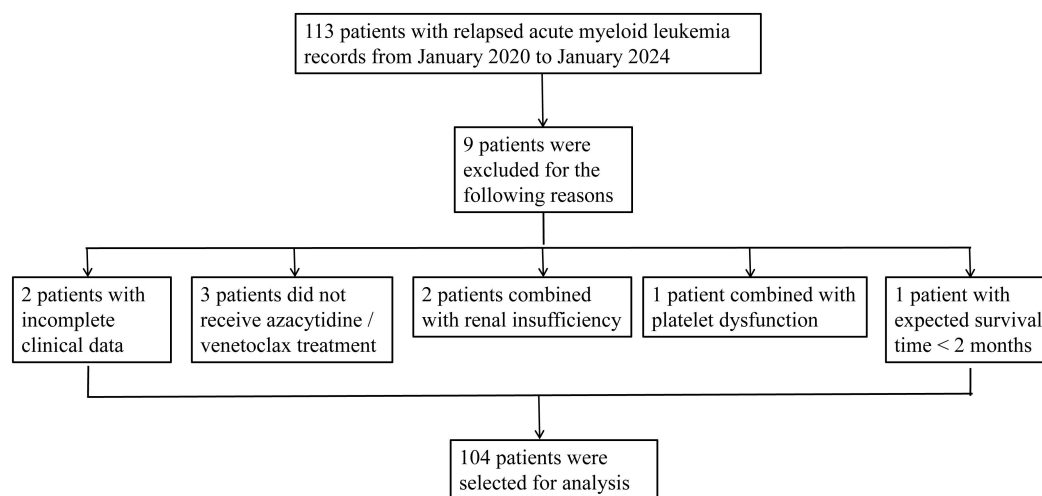 113 patients with relapsed acute myeloid leukemia
records from January 2020 to January 2024
9 patients were
excluded for the
following reasons
2 patients with
incomplete
clinical data
3 patients did not
receive azacytidine /
venetoclax treatment
2 patients combined
with renal insufficiency
1 patient combined with
platelet dysfunction
1 patient with
expected survival
time < 2 months
104 patients were
selected for analysis